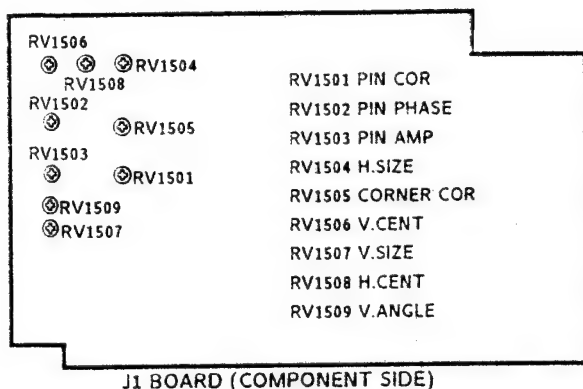 RV1506
RV1504
RV1508
RV1502
RV1505
RV1503
RV1501
RV1509
RV1507
RV1501 PIN COR
RV1502 PIN PHASE
RV1503 PIN AMP
RV1504 H.SIZE
RV1505 CORNER COR
RV1506 V.CENT
RV1507 V.SIZE
RV1508 H.CENT
RV1509 V.ANGLE
J1 BOARD (COMPONENT SIDE)